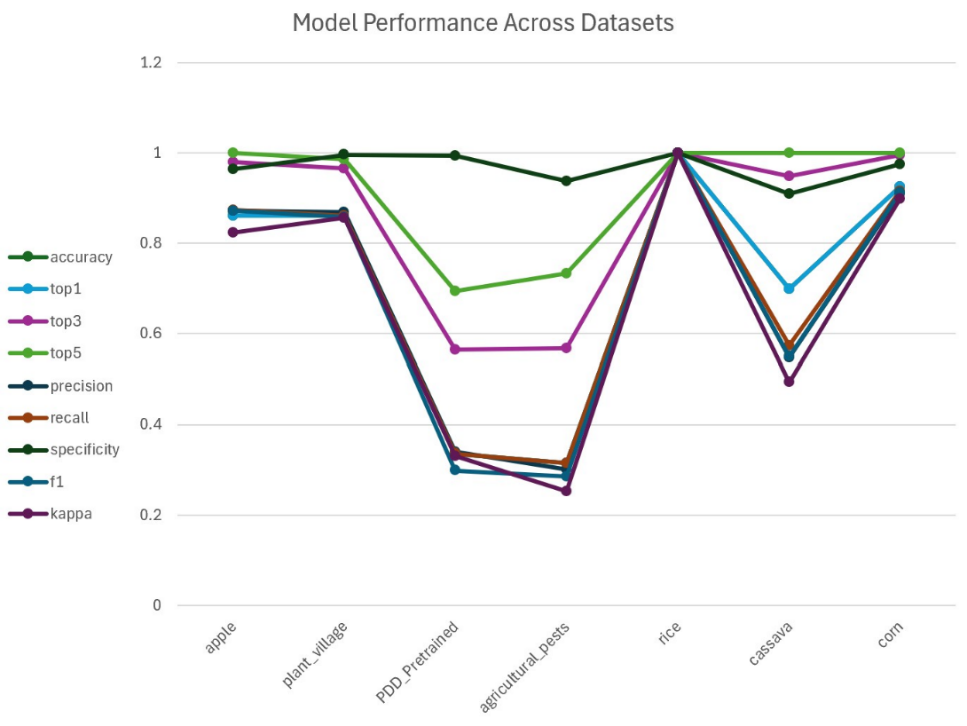 Model Performance Across Datasets
1.2
1
0.8
0.6
0.4
0.2
0
accuracy
top1
top3
top5
precision
recall
specificity
f1
kappa
apple
plant_village
PDD_Pretrained
agricultural_pests
rice
cassava
corn